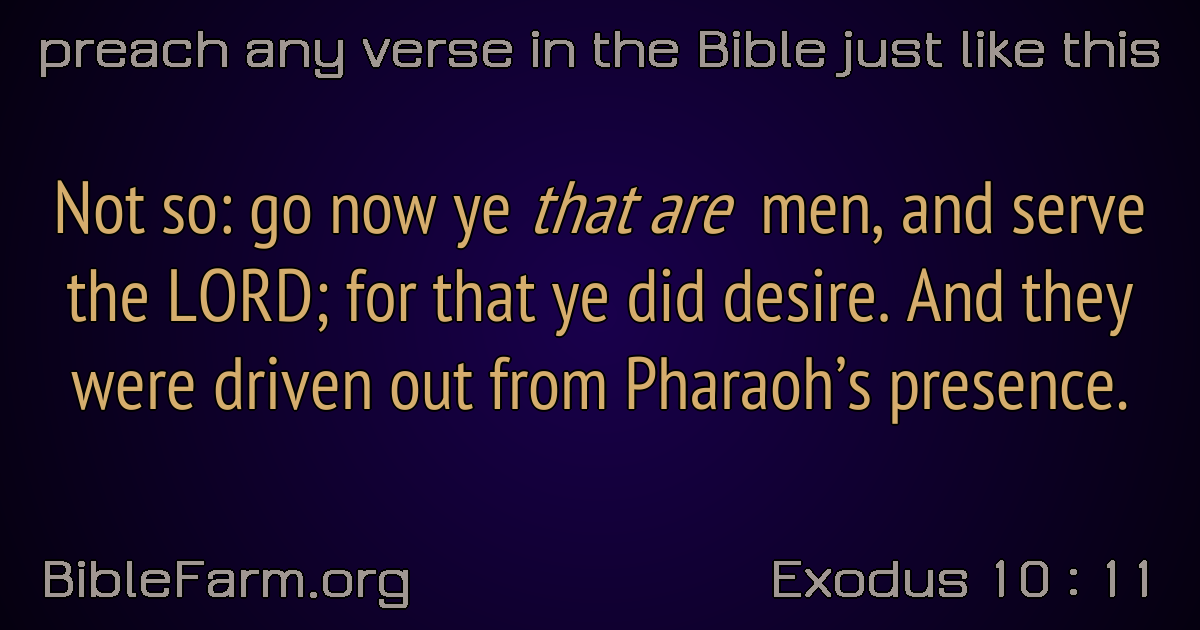 preach any verse in the Bible just like this
Not so: go now ye that are men, and serve
the LORD; for that ye did desire. And they
were driven out from Pharaoh’s presence.
BibleFarm.org
Exodus 10 : 11